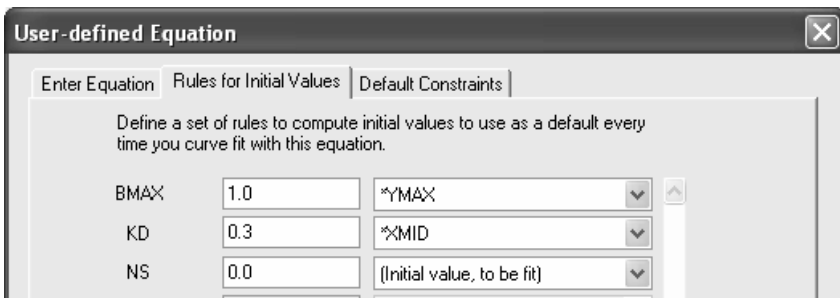 User-defined Equation
Enter Equation Rules for Initial Values Default Constraints
Define a set of rules to compute initial values to use as a default every
time you curve fit with this equation.
BMAX 1.0 *YMAX
KD 0.3 *XMID
NS 0.0 (Initial value, to be fit)